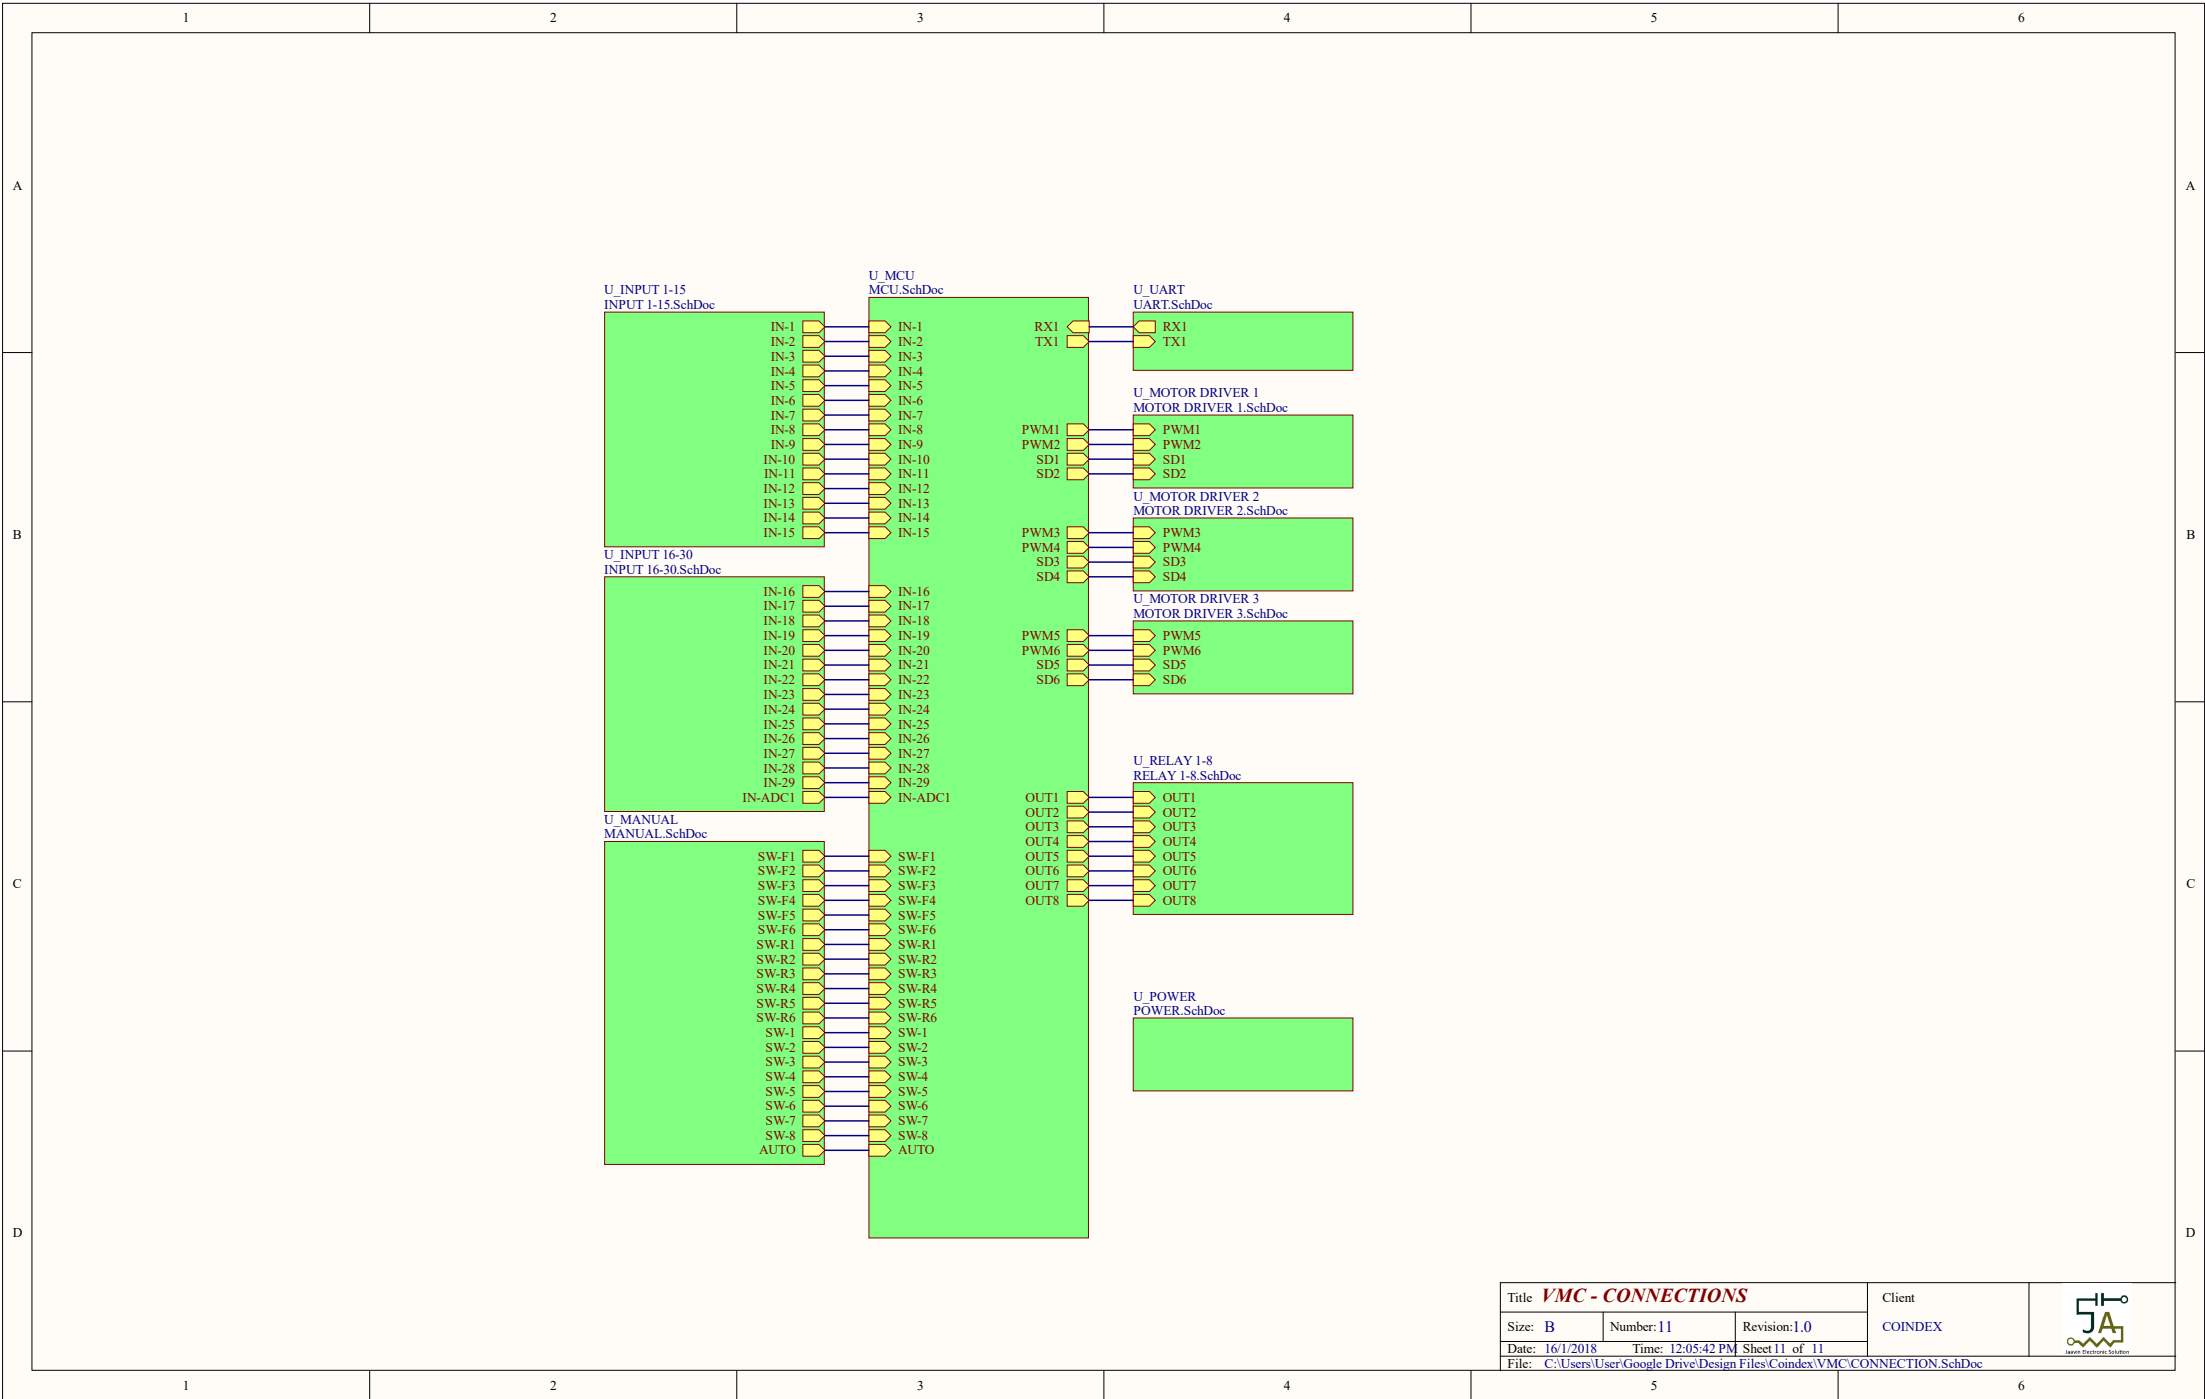 1 2 3 4 5 6
A A
B B
C C
D D
U_INPUT 1-15
INPUT 1-15.SchDoc
IN-1
IN-2
IN-3
IN-4
IN-5
IN-6
IN-7
IN-8
IN-9
IN-10
IN-11
IN-12
IN-13
IN-14
IN-15
U_INPUT 16-30
INPUT 16-30.SchDoc
IN-16
IN-17
IN-18
IN-19
IN-20
IN-21
IN-22
IN-23
IN-24
IN-25
IN-26
IN-27
IN-28
IN-29
IN-ADC1
U_MANUAL
MANUAL.SchDoc
SW-F1
SW-F2
SW-F3
SW-F4
SW-F5
SW-F6
SW-R1
SW-R2
SW-R3
SW-R4
SW-R5
SW-R6
SW-1
SW-2
SW-3
SW-4
SW-5
SW-6
SW-7
SW-8
AUTO
U_MCU
MCU.SchDoc
IN-1
IN-2
IN-3
IN-4
IN-5
IN-6
IN-7
IN-8
IN-9
IN-10
IN-11
IN-12
IN-13
IN-14
IN-15
IN-16
IN-17
IN-18
IN-19
IN-20
IN-21
IN-22
IN-23
IN-24
IN-25
IN-26
IN-27
IN-28
IN-29
IN-ADC1
SW-F1
SW-F2
SW-F3
SW-F4
SW-F5
SW-F6
SW-R1
SW-R2
SW-R3
SW-R4
SW-R5
SW-R6
SW-1
SW-2
SW-3
SW-4
SW-5
SW-6
SW-7
SW-8
AUTO
RX1
TX1
PWM1
PWM2
SD1
SD2
PWM3
PWM4
SD3
SD4
PWM5
PWM6
SD5
SD6
OUT1
OUT2
OUT3
OUT4
OUT5
OUT6
OUT7
OUT8
U_UART
UART.SchDoc
RX1
TX1
U_MOTOR DRIVER 1
MOTOR DRIVER 1.SchDoc
PWM1
PWM2
SD1
SD2
U_MOTOR DRIVER 2
MOTOR DRIVER 2.SchDoc
PWM3
PWM4
SD3
SD4
U_MOTOR DRIVER 3
MOTOR DRIVER 3.SchDoc
PWM5
PWM6
SD5
SD6
U_RELAY 1-8
RELAY 1-8.SchDoc
OUT1
OUT2
OUT3
OUT4
OUT5
OUT6
OUT7
OUT8
U_POWER
POWER.SchDoc
Title VMC - CONNECTIONS
Size: B Number:11 Revision:1.0
Date: 16/1/2018 Time: 12:05:42 PM Sheet 11 of 11
File: C:\Users\User\Google Drive\Design Files\Coindex\VMC\CONNECTION.SchDoc
Client
COINDEX
JA
Jaavin Electronic Solution
1 2 3 4 5 6